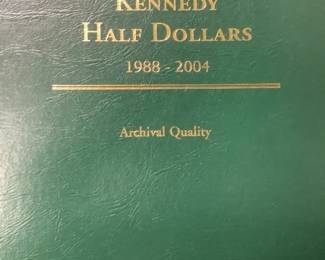 KENNEDY
HALF DOLLARS
1988 - 2004
Archival Quality